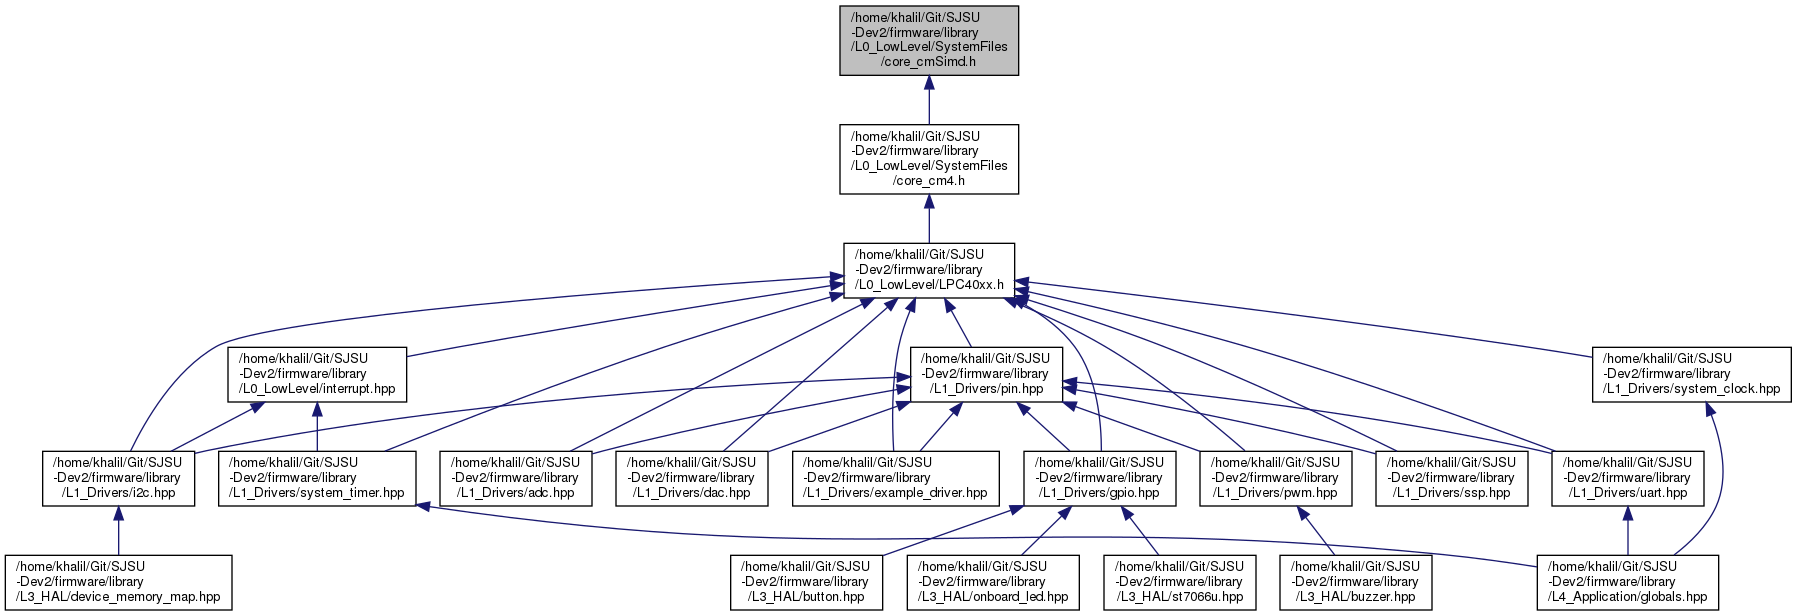 /home/khalil/Git/SJSU
-Dev2/firmware/library
/L0_LowLevel/SystemFiles
/core_cmSimd.h
/home/khalil/Git/SJSU
-Dev2/firmware/library
/L0_LowLevel/SystemFiles
/core_cm4.h
/home/khalil/Git/SJSU
-Dev2/firmware/library
/L0_LowLevel/LPC40xx.h
/home/khalil/Git/SJSU
-Dev2/firmware/library
/L0_LowLevel/interrupt.hpp
/home/khalil/Git/SJSU
-Dev2/firmware/library
/L1_Drivers/pin.hpp
/home/khalil/Git/SJSU
-Dev2/firmware/library
/L1_Drivers/system_clock.hpp
/home/khalil/Git/SJSU
-Dev2/firmware/library
/L1_Drivers/i2c.hpp
/home/khalil/Git/SJSU
-Dev2/firmware/library
/L1_Drivers/system_timer.hpp
/home/khalil/Git/SJSU
-Dev2/firmware/library
/L1_Drivers/adc.hpp
/home/khalil/Git/SJSU
-Dev2/firmware/library
/L1_Drivers/dac.hpp
/home/khalil/Git/SJSU
-Dev2/firmware/library
/L1_Drivers/example_driver.hpp
/home/khalil/Git/SJSU
-Dev2/firmware/library
/L1_Drivers/gpio.hpp
/home/khalil/Git/SJSU
-Dev2/firmware/library
/L1_Drivers/pwm.hpp
/home/khalil/Git/SJSU
-Dev2/firmware/library
/L1_Drivers/ssp.hpp
/home/khalil/Git/SJSU
-Dev2/firmware/library
/L1_Drivers/uart.hpp
/home/khalil/Git/SJSU
-Dev2/firmware/library
/L3_HAL/device_memory_map.hpp
/home/khalil/Git/SJSU
-Dev2/firmware/library
/L3_HAL/button.hpp
/home/khalil/Git/SJSU
-Dev2/firmware/library
/L3_HAL/onboard_led.hpp
/home/khalil/Git/SJSU
-Dev2/firmware/library
/L3_HAL/st7066u.hpp
/home/khalil/Git/SJSU
-Dev2/firmware/library
/L3_HAL/buzzer.hpp
/home/khalil/Git/SJSU
-Dev2/firmware/library
/L4_Application/globals.hpp